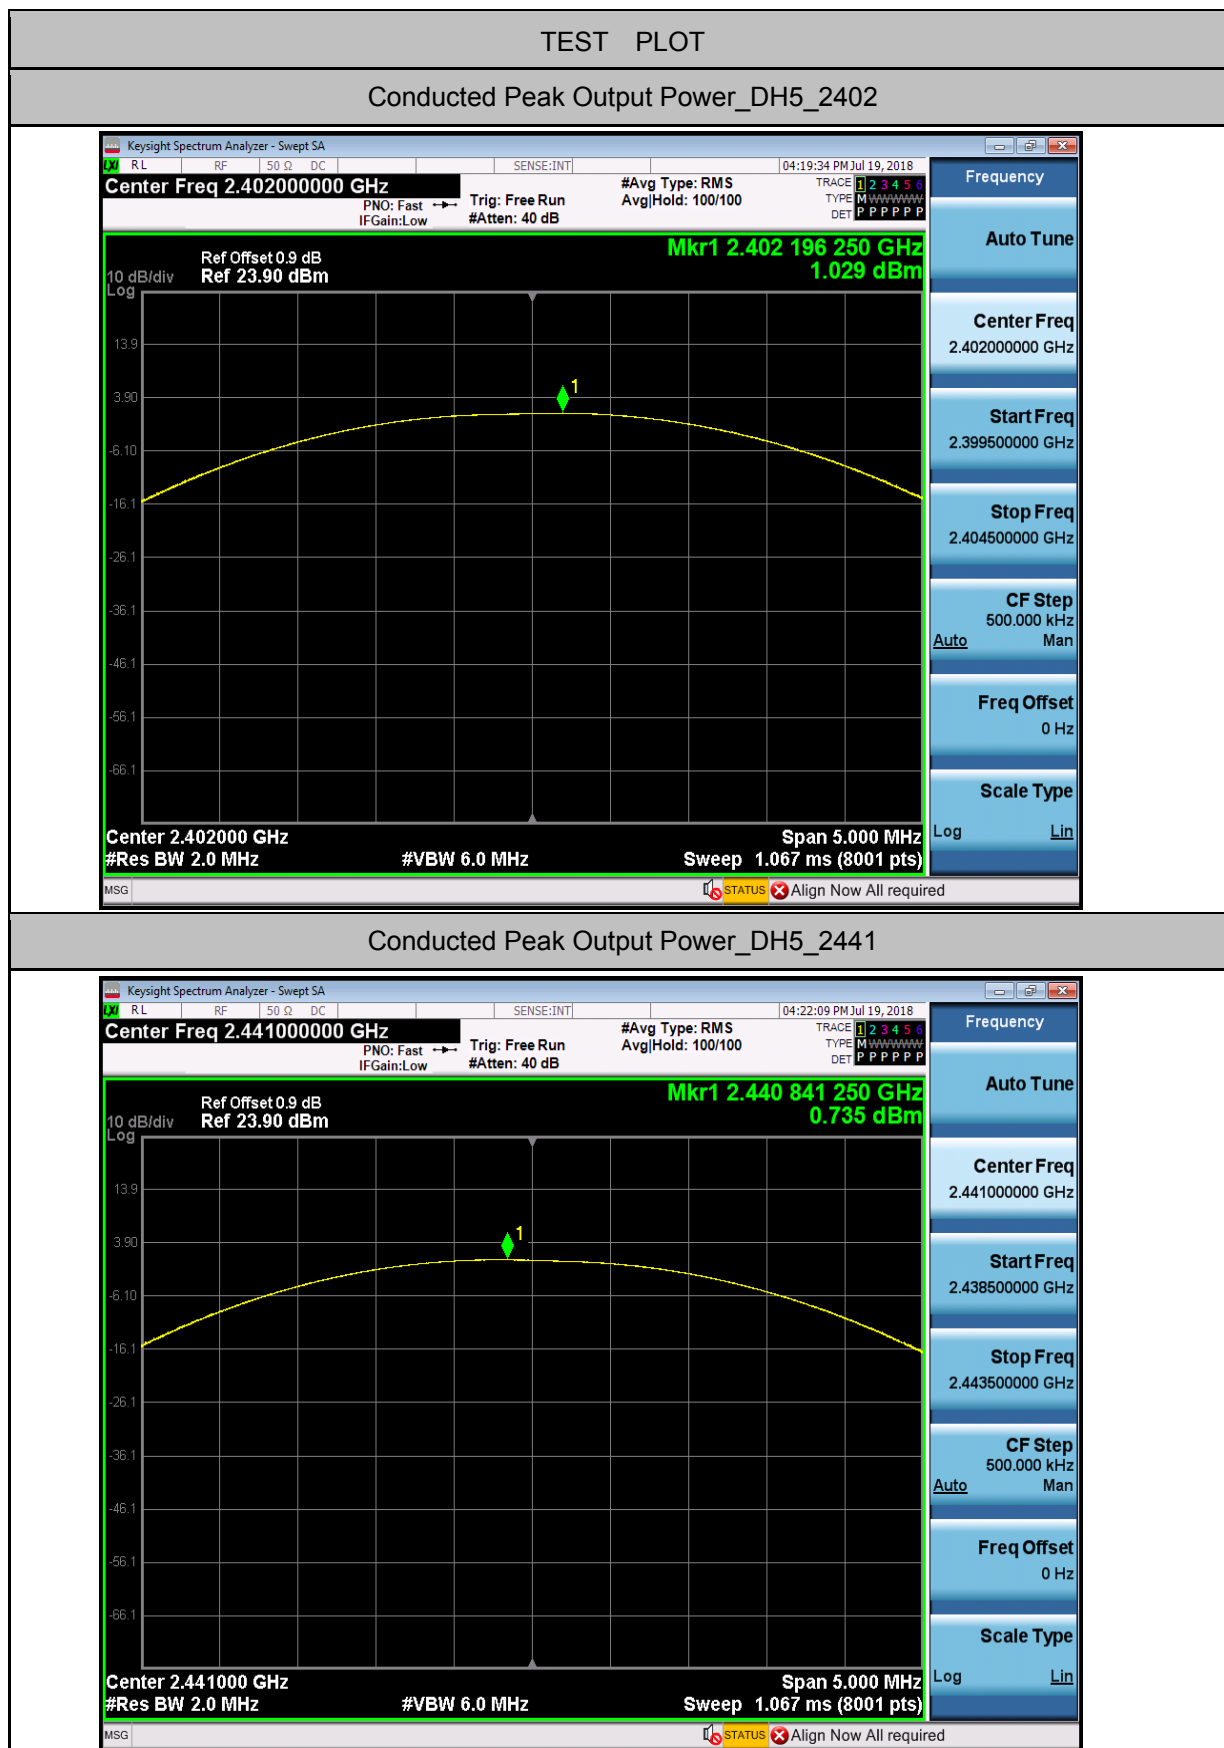 TEST PLOT
Conducted Peak Output Power_DH5_2402
Keysight Spectrum Analyzer - Swept SA
LXI RL RF 50 Ω DC SENSE:INT 04:19:34 PM Jul 19, 2018
Center Freq 2.402000000 GHz
PNO: Fast
IFGain:Low
Trig: Free Run
#Atten: 40 dB
#Avg Type: RMS
Avg|Hold: 100/100
TRACE 1 2 3 4 5 6
TYPE M WWWWW
DET P P P P P P
Mkr1 2.402 196 250 GHz
1.029 dBm
Ref Offset 0.9 dB
10 dB/div Ref 23.90 dBm
Log
13.9
3.90
-6.10
-16.1
-26.1
-36.1
-46.1
-56.1
-66.1
1
Center 2.402000 GHz Span 5.000 MHz
#Res BW 2.0 MHz #VBW 6.0 MHz Sweep 1.067 ms (8001 pts)
MSG STATUS Align Now All required
Frequency
Auto Tune
Center Freq
2.402000000 GHz
Start Freq
2.399500000 GHz
Stop Freq
2.404500000 GHz
CF Step
500.000 kHz
Auto Man
Freq Offset
0 Hz
Scale Type
Log Lin
Conducted Peak Output Power_DH5_2441
Keysight Spectrum Analyzer - Swept SA
LXI RL RF 50 Ω DC SENSE:INT 04:22:09 PM Jul 19, 2018
Center Freq 2.441000000 GHz
PNO: Fast
IFGain:Low
Trig: Free Run
#Atten: 40 dB
#Avg Type: RMS
Avg|Hold: 100/100
TRACE 1 2 3 4 5 6
TYPE M WWWWW
DET P P P P P P
Mkr1 2.440 841 250 GHz
0.735 dBm
Ref Offset 0.9 dB
10 dB/div Ref 23.90 dBm
Log
13.9
3.90
-6.10
-16.1
-26.1
-36.1
-46.1
-56.1
-66.1
1
Center 2.441000 GHz Span 5.000 MHz
#Res BW 2.0 MHz #VBW 6.0 MHz Sweep 1.067 ms (8001 pts)
MSG STATUS Align Now All required
Frequency
Auto Tune
Center Freq
2.441000000 GHz
Start Freq
2.438500000 GHz
Stop Freq
2.443500000 GHz
CF Step
500.000 kHz
Auto Man
Freq Offset
0 Hz
Scale Type
Log Lin